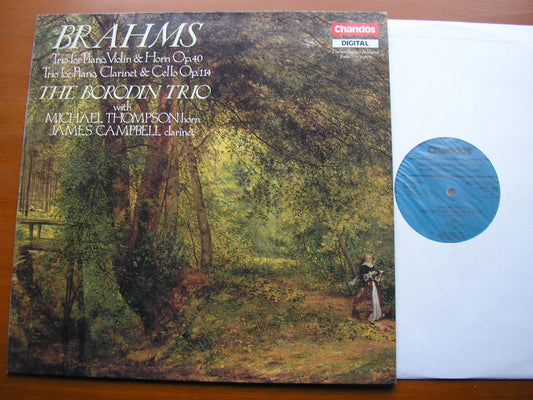 BRAHMS
Trio for Piano, Violin & Horn Op.40
Trio for Piano, Clarinet & Cello Op.114
THE BORODIN TRIO
with
MICHAEL THOMPSON horn
JAMES CAMPBELL clarinet
Chandos
DIGITAL
Chandos